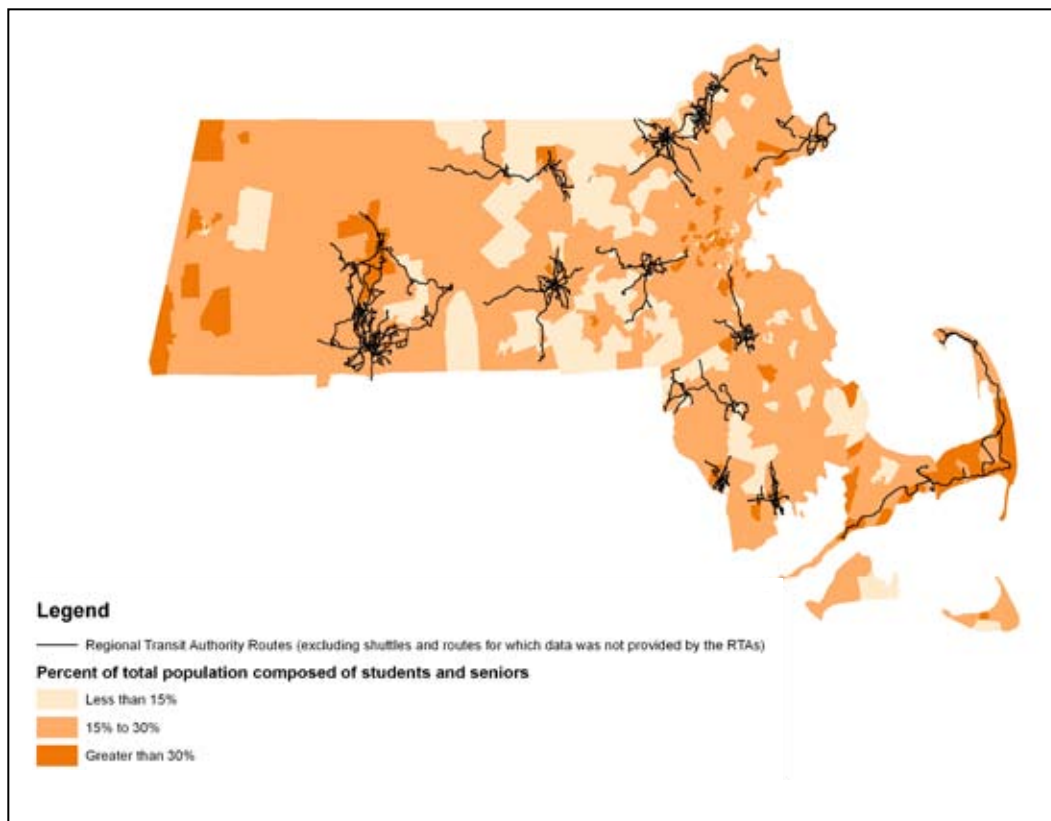 Legend
Regional Transit Authority Routes (excluding shuttles and routes for which data was not provided by the RTAs)
Percent of total population composed of students and seniors
Less than 15%
15% to 30%
Greater than 30%